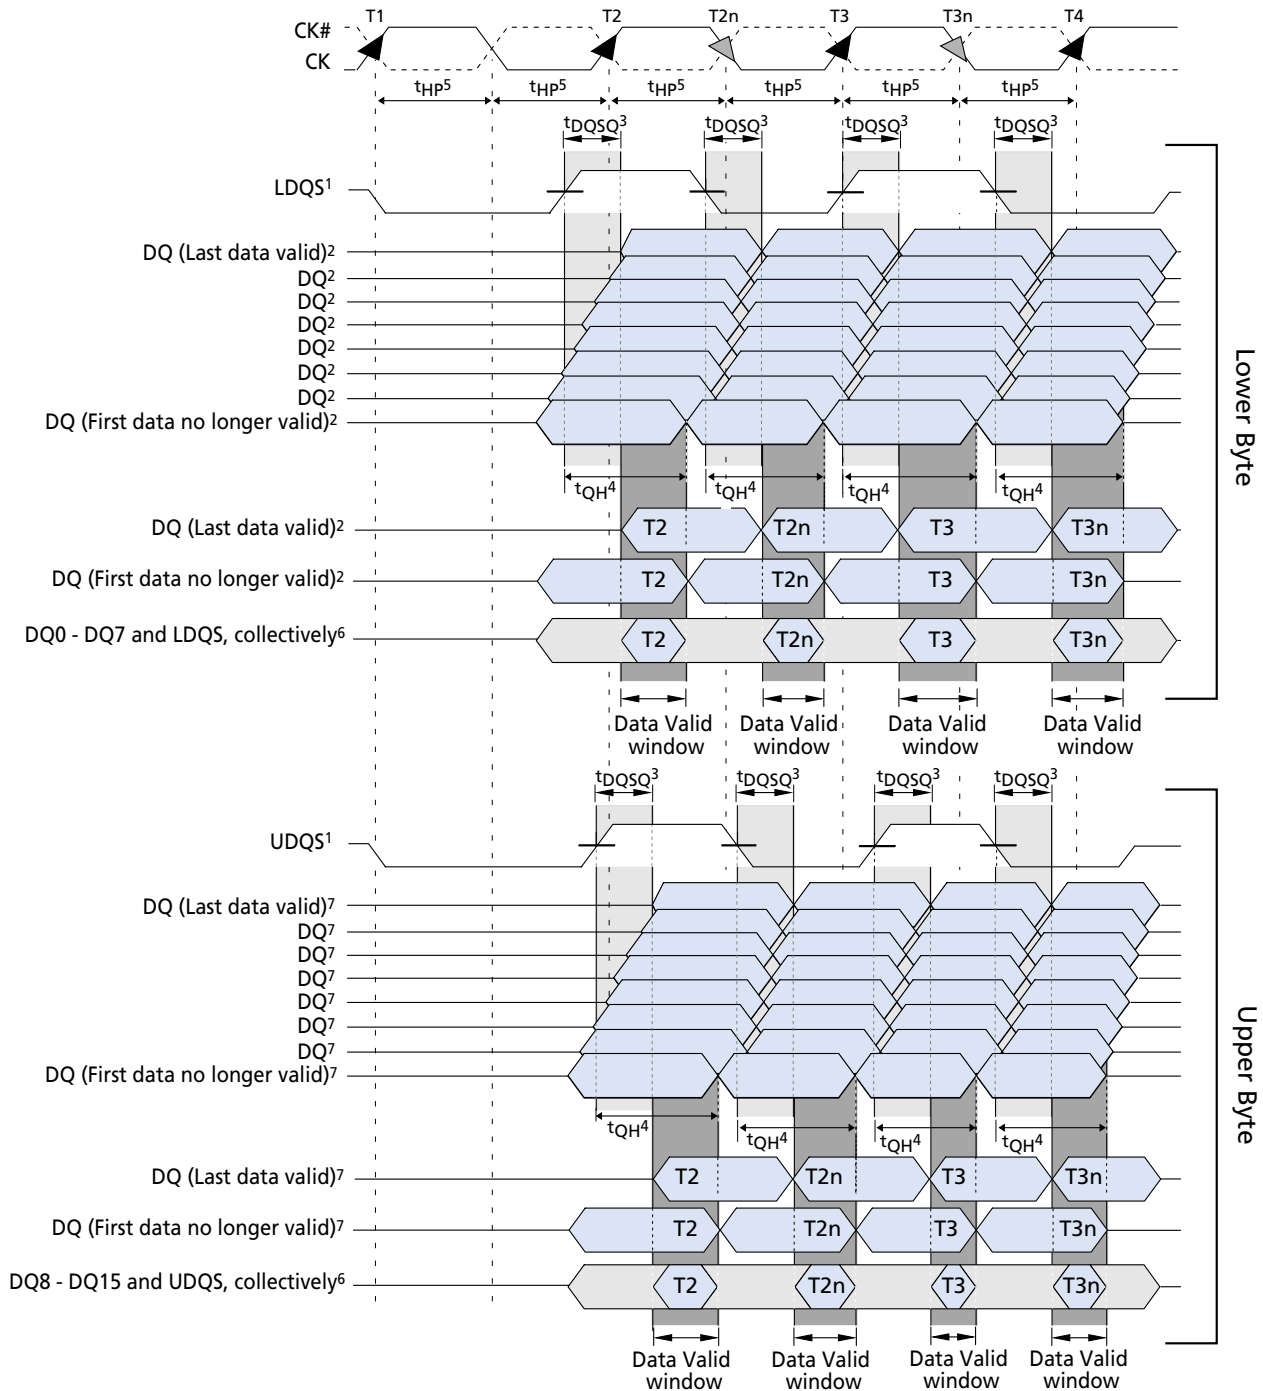 T1 T2 T2n T3 T3n T4
CK#
CK
tHP5 tHP5 tHP5 tHP5 tHP5 tHP5
tDQSQ3 tDQSQ3 tDQSQ3 tDQSQ3
LDQS1
DQ (Last data valid)2
DQ2
DQ2
DQ2
DQ2
DQ2
DQ2
DQ (First data no longer valid)2
tQH4 tQH4 tQH4 tQH4
DQ (Last data valid)2 T2 T2n T3 T3n
DQ (First data no longer valid)2 T2 T2n T3 T3n
DQ0 - DQ7 and LDQS, collectively6 T2 T2n T3 T3n
Data Valid Data Valid Data Valid Data Valid
window window window window
Lower Byte
tDQSQ3 tDQSQ3 tDQSQ3 tDQSQ3
UDQS1
DQ (Last data valid)7
DQ7
DQ7
DQ7
DQ7
DQ7
DQ7
DQ (First data no longer valid)7
tQH4 tQH4 tQH4 tQH4
DQ (Last data valid)7 T2 T2n T3 T3n
DQ (First data no longer valid)7 T2 T2n T3 T3n
DQ8 - DQ15 and UDQS, collectively6 T2 T2n T3 T3n
Data Valid Data Valid Data Valid Data Valid
window window window window
Upper Byte